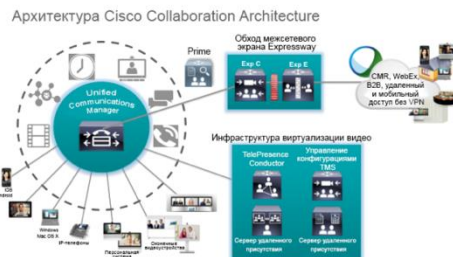 Архитектура Cisco Collaboration Architecture
Обход межсетевого
экрана Expressway
Prime
Exp C
Exp E
Unified
Communications
Manager
CMR, WebEx,
B2B, удаленный
и мобильный
доступ без VPN
Инфраструктура виртуализации видео
TelePresence
Conductor
Управление
конфигурациями
TMS
Сервер удаленного
присутствия
Сервер удаленного
присутствия
iOS
Windows
Mac OS X
IP-телефоны
Персональная